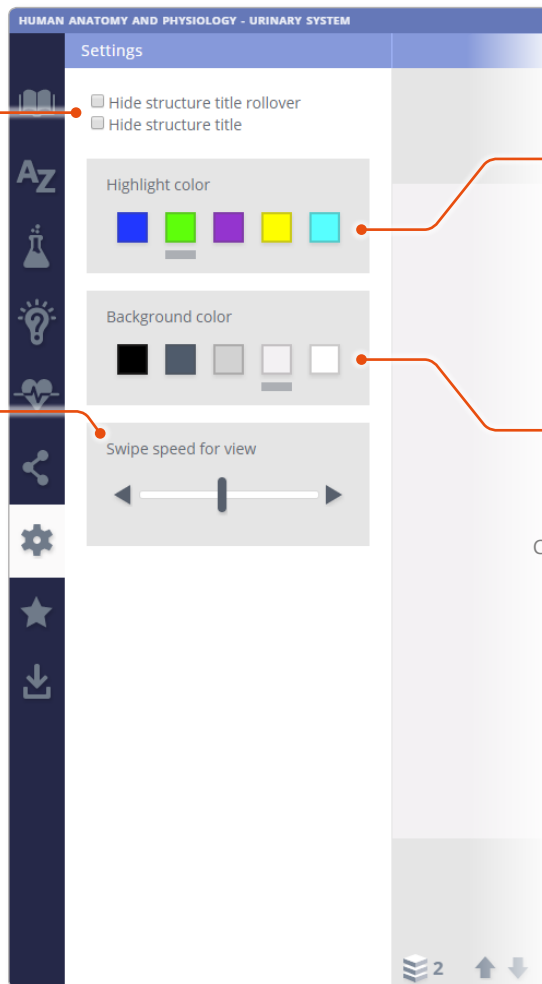 HUMAN ANATOMY AND PHYSIOLOGY - URINARY SYSTEM
Settings
Hide structure title rollover
Hide structure title
AZ
Highlight color
Background color
Swipe speed for view
2